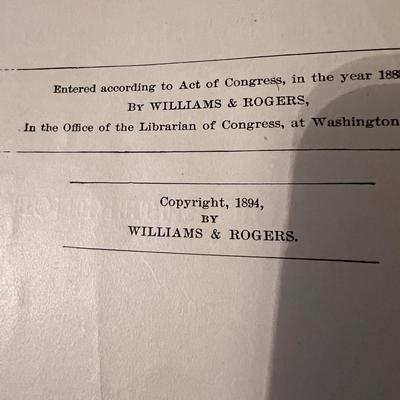 Entered according to Act of Congress, in the year
BY WILLIAMS & ROGERS,
In the Office of the Librarian of Congress, at Washington
Copyright, 1894,
BY
WILLIAMS & ROGERS.